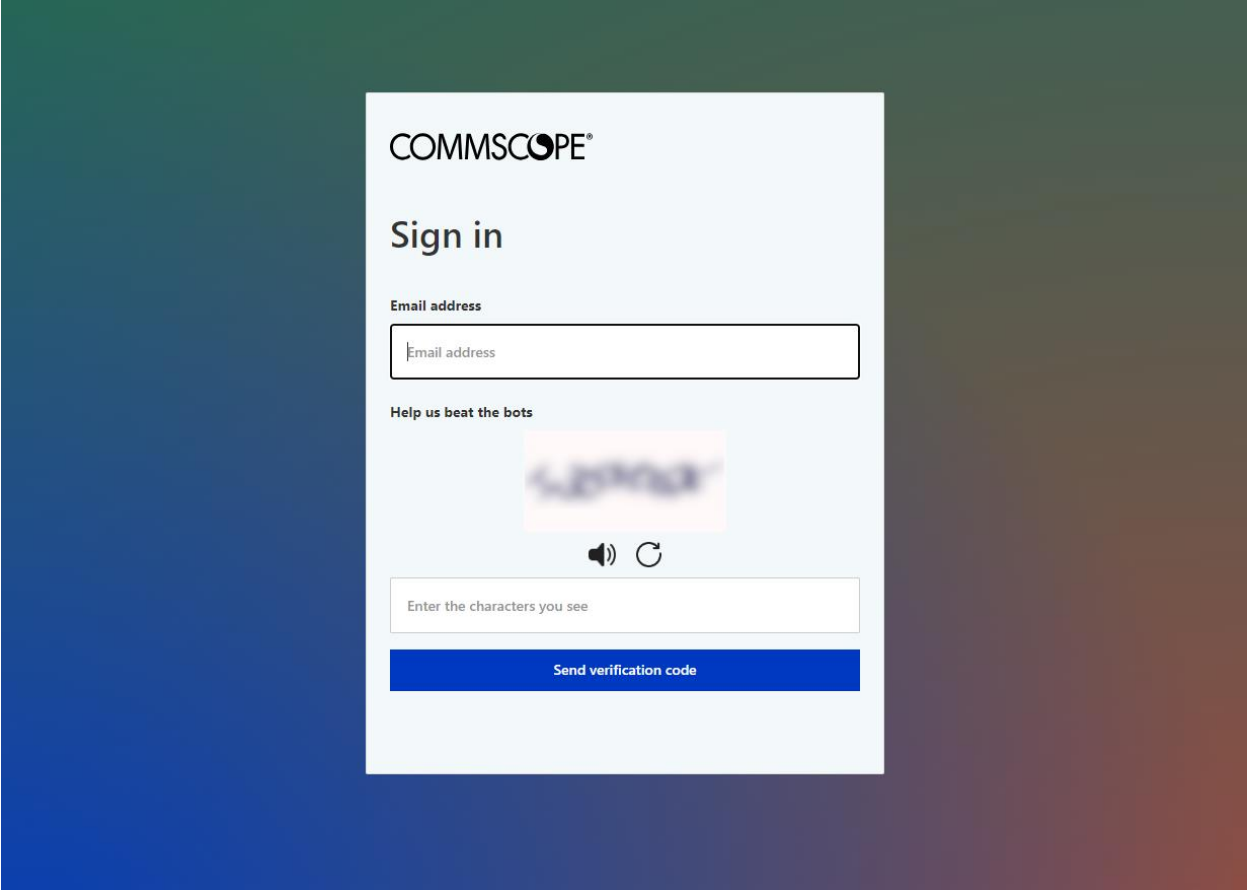 COMMSCOPE®
Sign in
Email address
Email address
Help us beat the bots
Enter the characters you see
Send verification code